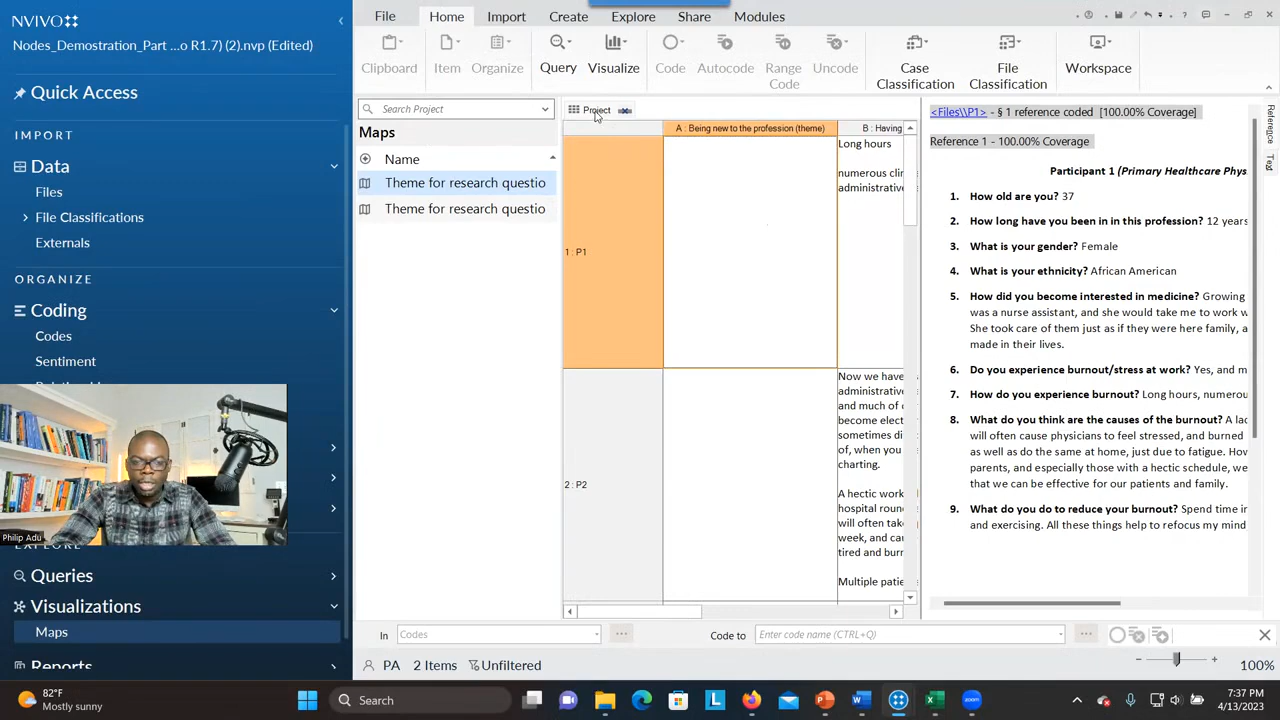 NVIVO
Nodes_Demostration_Part ...o R1.7) (2).nvp (Edited)
Quick Access
IMPORT
Data
Files
File Classifications
Externals
ORGANIZE
Coding
Codes
Sentiment
Philip Adu
Queries
Visualizations
Maps
Reports
File Home Import Create Explore Share Modules
Clipboard Item Organize Query Visualize Code Autocode Range Code Uncode Case Classification File Classification Workspace
Search Project
Maps
Name
Theme for research questio
Theme for research questio
Project
A : Being new to the profession (theme) B : Having
1 : P1
Long hours
numerous clin
administrative
2 : P2
Now we have
administrative
and much of
become elect
sometimes di
of, when you
charting.
A hectic work
hospital roun
will often tak
week, and cau
tired and burn
Multiple patie
<Files\\P1> - § 1 reference coded [100.00% Coverage]
Reference 1 - 100.00% Coverage
Participant 1 (Primary Healthcare Phys
1. How old are you? 37
2. How long have you been in in this profession? 12 years
3. What is your gender? Female
4. What is your ethnicity? African American
5. How did you become interested in medicine? Growing
was a nurse assistant, and she would take me to work w
She took care of them just as if they were here family, a
made in their lives.
6. Do you experience burnout/stress at work? Yes, and m
7. How do you experience burnout? Long hours, numerou
8. What do you think are the causes of the burnout? A lac
will often cause physicians to feel stressed, and burned
as well as do the same at home, just due to fatigue. How
parents, and especially those with a hectic schedule, we
that we can be effective for our patients and family.
9. What do you do to reduce your burnout? Spend time in
and exercising. All these things help to refocus my mind
Reference
Text
In Codes Code to Enter code name (CTRL+Q)
PA 2 Items Unfiltered 100%
82°F
Mostly sunny
Search
7:37 PM
4/13/2023